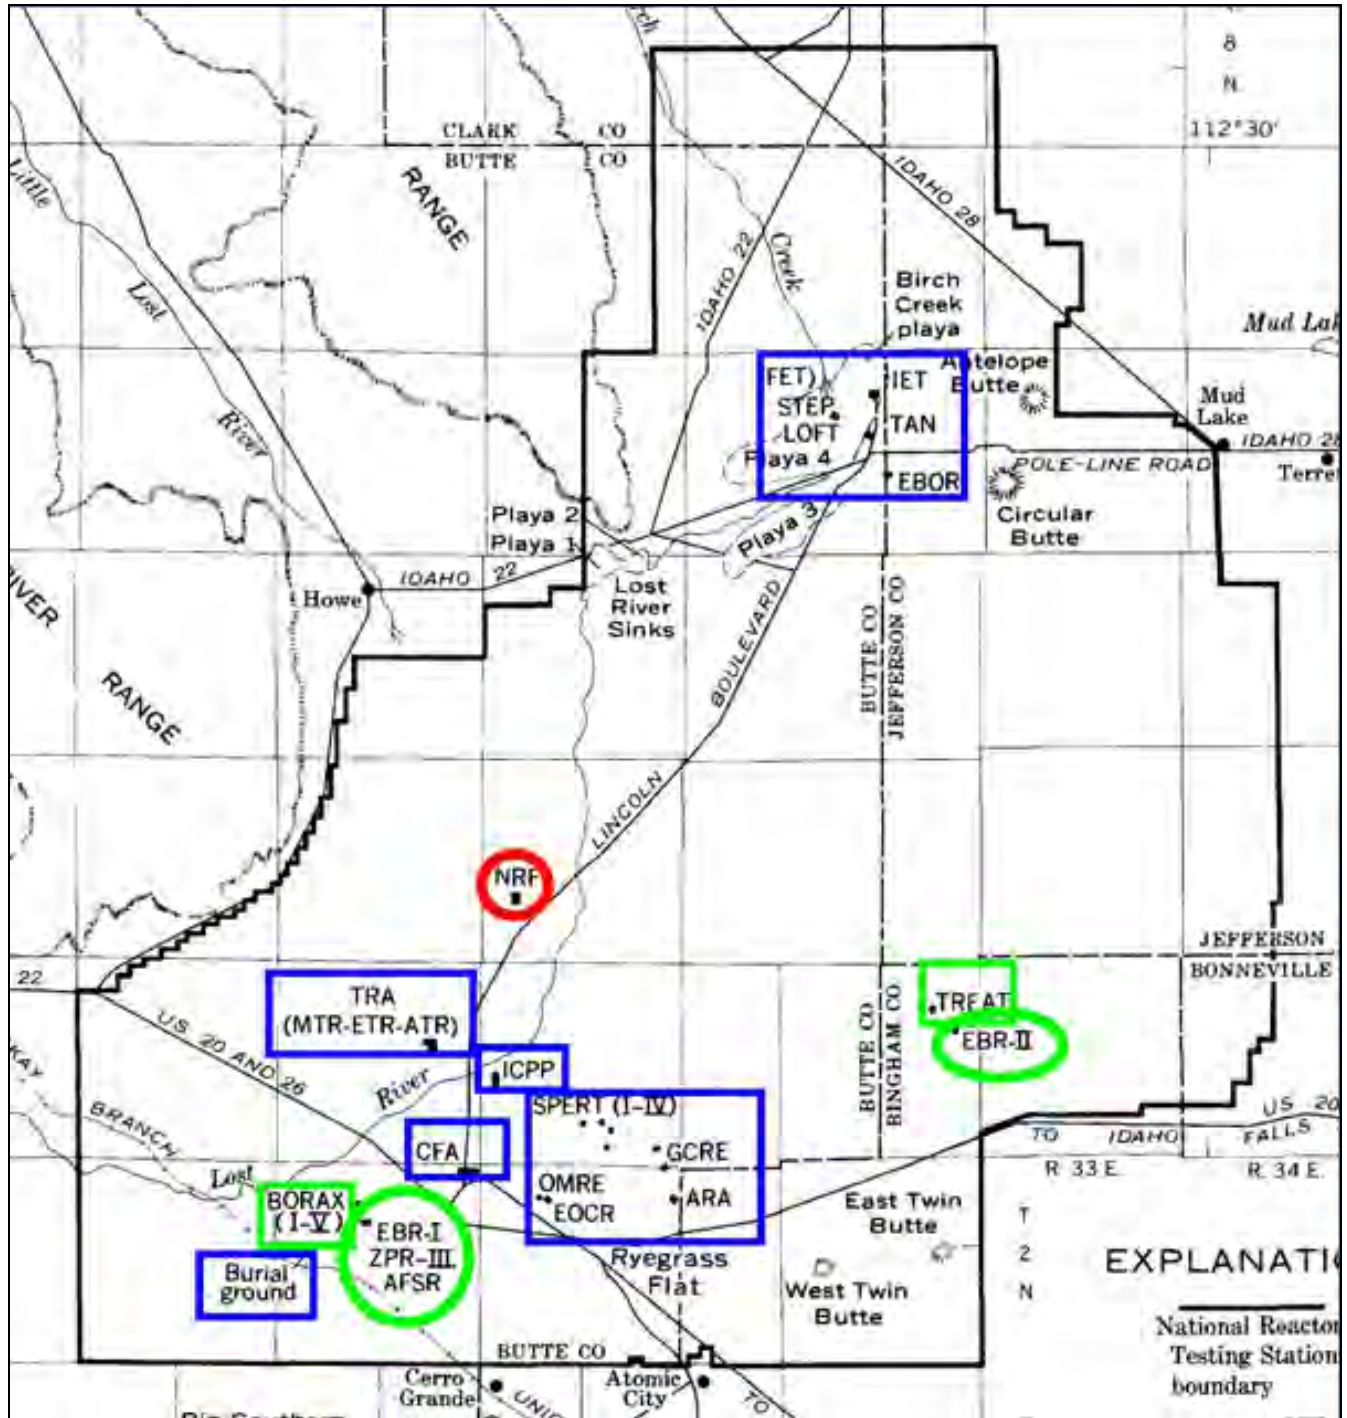 8
N.
112°30'
CLARK CO
BUTTE CO
Little
Lost
River
RANGE
IDAHO 28
IDAHO 22
Creek
Birch
Creek
playa
Mud
Antelope
Butte
Mud
Lake
FET)
STEP
LOFT
IET
TAN
EBOR
Playa 4
IDAHO 28
POLE-LINE ROAD
Circular
Butte
Playa 3
Playa 2
Playa 1
IDAHO 22
Howe
Lost
River
Sinks
RANGE
BUTTE CO
JEFFERSON CO
LINCOLN BOULEVARD
NRF
JEFFERSON
BONNEVILLE
22
US 20 AND 26
TRA
(MTR-ETR-ATR)
TREAT
EBR-II
BUTTE CO
BINGHAM CO
ICPP
River
Lost
BRANCH
SPERT (I-IV)
CFA
GCRE
OMRE
EOCR
ARA
US 20
TO IDAHO FALLS
R 33 E.
R. 34 E.
BORAX
(I-V)
EBR-I
ZPR-III
AFSR
Burial
ground
Ryegrass
Flat
East Twin
Butte
West Twin
Butte
T
2
N
EXPLANATI
National Reactor
Testing Station
boundary
BUTTE CO
Cerro
Grande
Atomic
City
TO